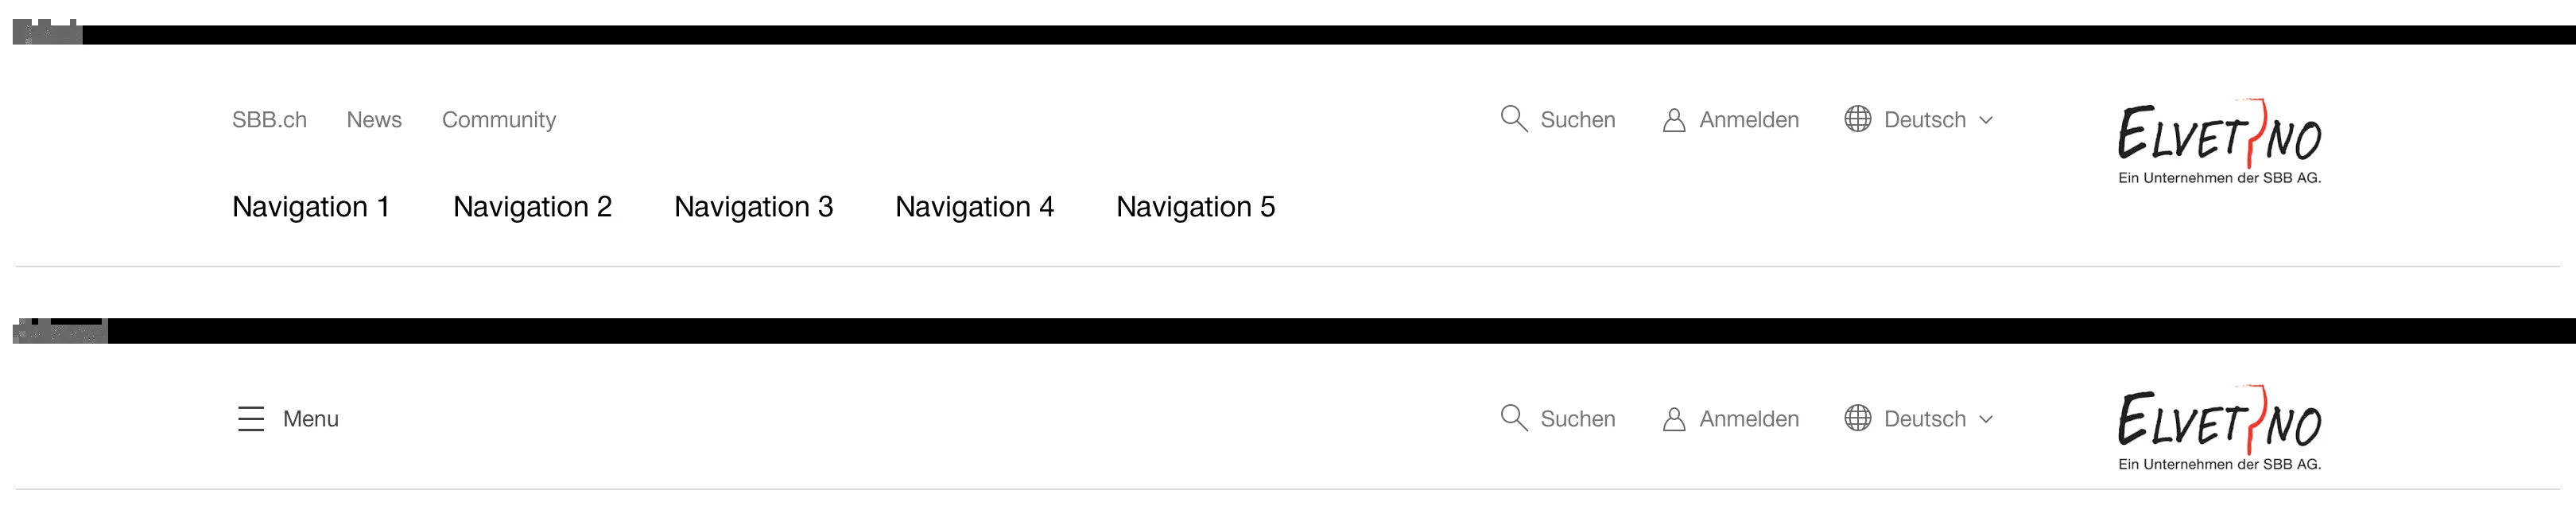 SBB.ch News Community Suchen Anmelden Deutsch
ELVETINO
Ein Unternehmen der SBB AG.
Navigation 1 Navigation 2 Navigation 3 Navigation 4 Navigation 5
Menu Suchen Anmelden Deutsch
ELVETINO
Ein Unternehmen der SBB AG.